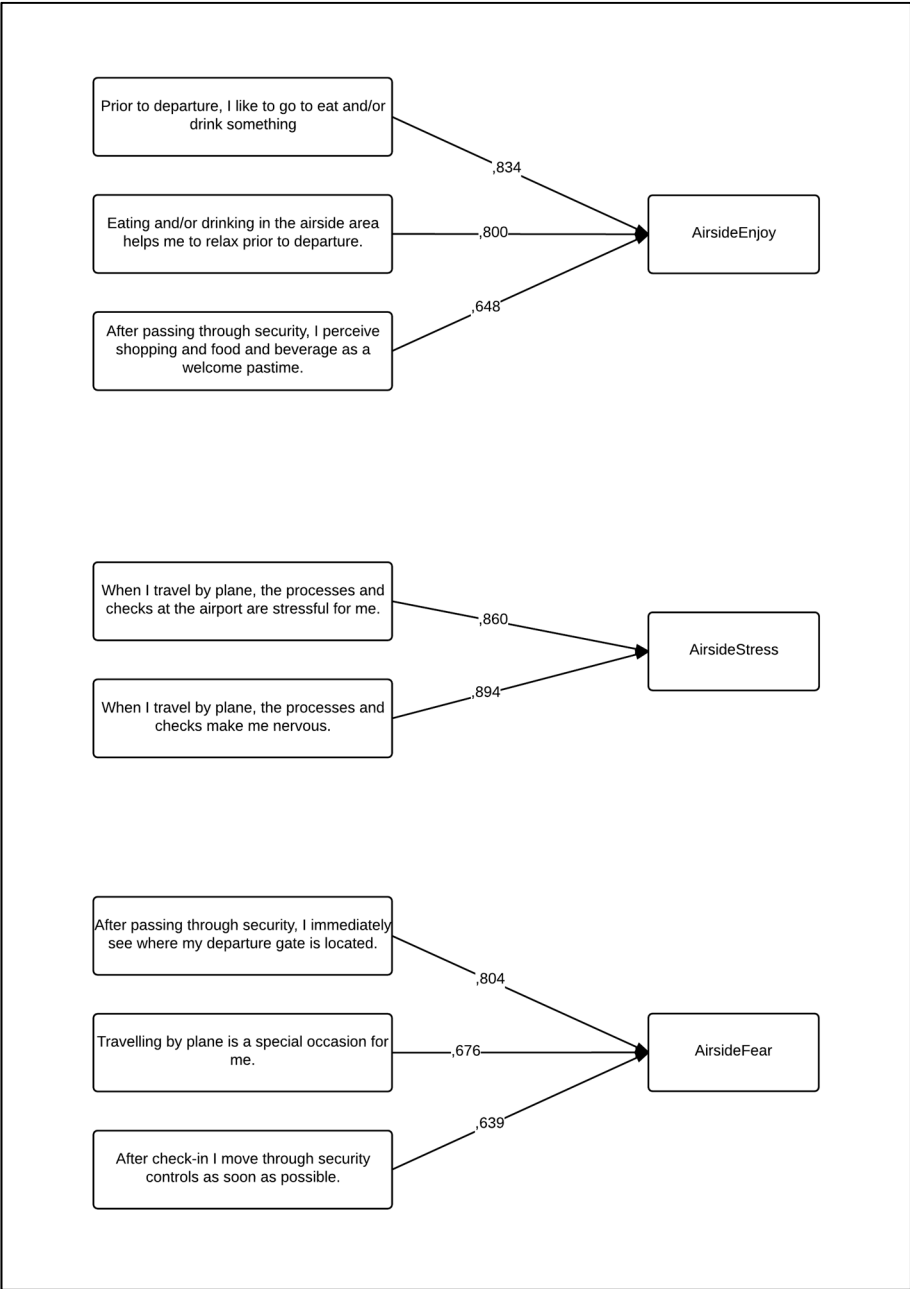 Prior to departure, I like to go to eat and/or
drink something
,834
Eating and/or drinking in the airside area
helps me to relax prior to departure.
,800
AirsideEnjoy
After passing through security, I perceive
shopping and food and beverage as a
welcome pastime.
,648
When I travel by plane, the processes and
checks at the airport are stressful for me.
,860
AirsideStress
When I travel by plane, the processes and
checks make me nervous.
,894
After passing through security, I immediately
see where my departure gate is located.
,804
Travelling by plane is a special occasion for
me.
,676
AirsideFear
After check-in I move through security
controls as soon as possible.
,639